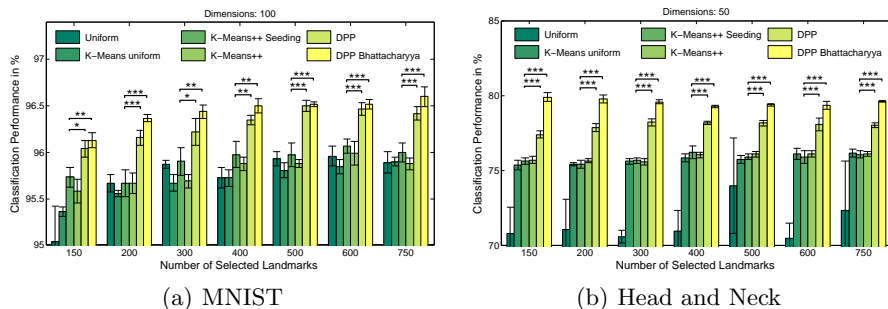 Dimensions: 100
Uniform
K-Means uniform
K-Means++ Seeding
K-Means++
DPP
DPP Bhattacharyya
Classification Performance in %
97
96.5
96
95.5
95
** * *** *** ** * ** ** *** *** *** *** *** ***
150 200 300 400 500 600 750
Number of Selected Landmarks
(a) MNIST
Dimensions: 50
Uniform
K-Means uniform
K-Means++ Seeding
K-Means++
DPP
DPP Bhattacharyya
Classification Performance in %
85
80
75
70
*** *** *** *** *** *** *** *** *** *** *** *** *** ***
150 200 300 400 500 600 750
Number of Selected Landmarks
(b) Head and Neck